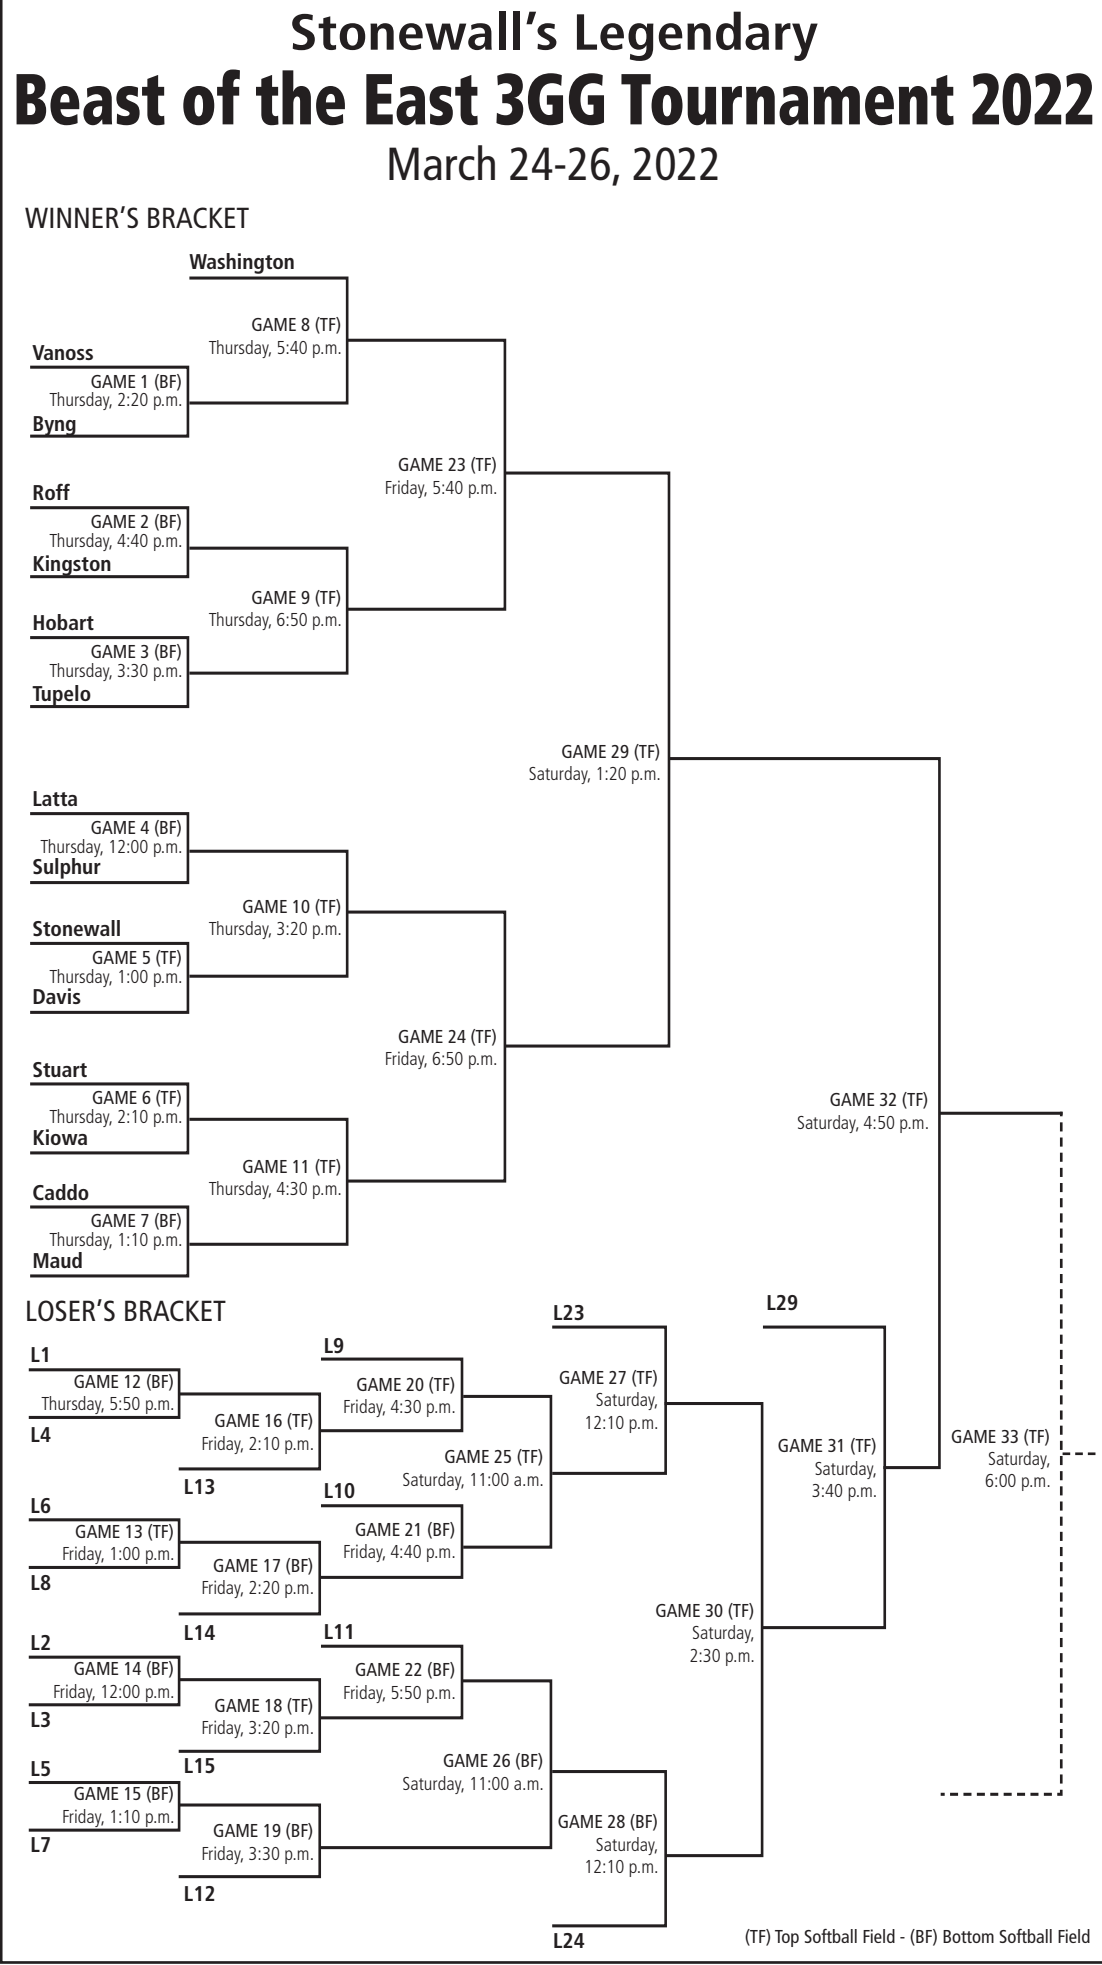 Stonewall's Legendary
Beast of the East 3GG Tournament 2022
March 24-26, 2022
WINNER'S BRACKET
Washington
GAME 8 (TF)
Thursday, 5:40 p.m.
Vanoss
GAME 1 (BF)
Thursday, 2:20 p.m.
Byng
GAME 23 (TF)
Friday, 5:40 p.m.
Roff
GAME 2 (BF)
Thursday, 4:40 p.m.
Kingston
GAME 9 (TF)
Thursday, 6:50 p.m.
Hobart
GAME 3 (BF)
Thursday, 3:30 p.m.
Tupelo
GAME 29 (TF)
Saturday, 1:20 p.m.
Latta
GAME 4 (BF)
Thursday, 12:00 p.m.
Sulphur
GAME 10 (TF)
Thursday, 3:20 p.m.
Stonewall
GAME 5 (TF)
Thursday, 1:00 p.m.
Davis
GAME 24 (TF)
Friday, 6:50 p.m.
Stuart
GAME 6 (TF)
Thursday, 2:10 p.m.
Kiowa
GAME 32 (TF)
Saturday, 4:50 p.m.
GAME 11 (TF)
Thursday, 4:30 p.m.
Caddo
GAME 7 (BF)
Thursday, 1:10 p.m.
Maud
LOSER'S BRACKET
L1
GAME 12 (BF)
Thursday, 5:50 p.m.
L4
GAME 16 (TF)
Friday, 2:10 p.m.
L13
L9
GAME 20 (TF)
Friday, 4:30 p.m.
GAME 25 (TF)
Saturday, 11:00 a.m.
L23
GAME 27 (TF)
Saturday,
12:10 p.m.
L29
GAME 31 (TF)
Saturday,
3:40 p.m.
GAME 33 (TF)
Saturday,
6:00 p.m.
L6
GAME 13 (TF)
Friday, 1:00 p.m.
L8
GAME 17 (BF)
Friday, 2:20 p.m.
L14
L10
GAME 21 (BF)
Friday, 4:40 p.m.
GAME 30 (TF)
Saturday,
2:30 p.m.
L2
GAME 14 (BF)
Friday, 12:00 p.m.
L3
GAME 18 (TF)
Friday, 3:20 p.m.
L15
L11
GAME 22 (BF)
Friday, 5:50 p.m.
GAME 26 (BF)
Saturday, 11:00 a.m.
L5
GAME 15 (BF)
Friday, 1:10 p.m.
L7
GAME 19 (BF)
Friday, 3:30 p.m.
L12
GAME 28 (BF)
Saturday,
12:10 p.m.
L24
(TF) Top Softball Field - (BF) Bottom Softball Field